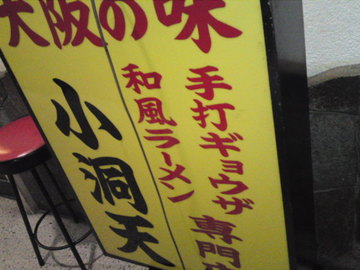 大阪の味
手打ギョウザ専門店
和風ラーメン
小洞天